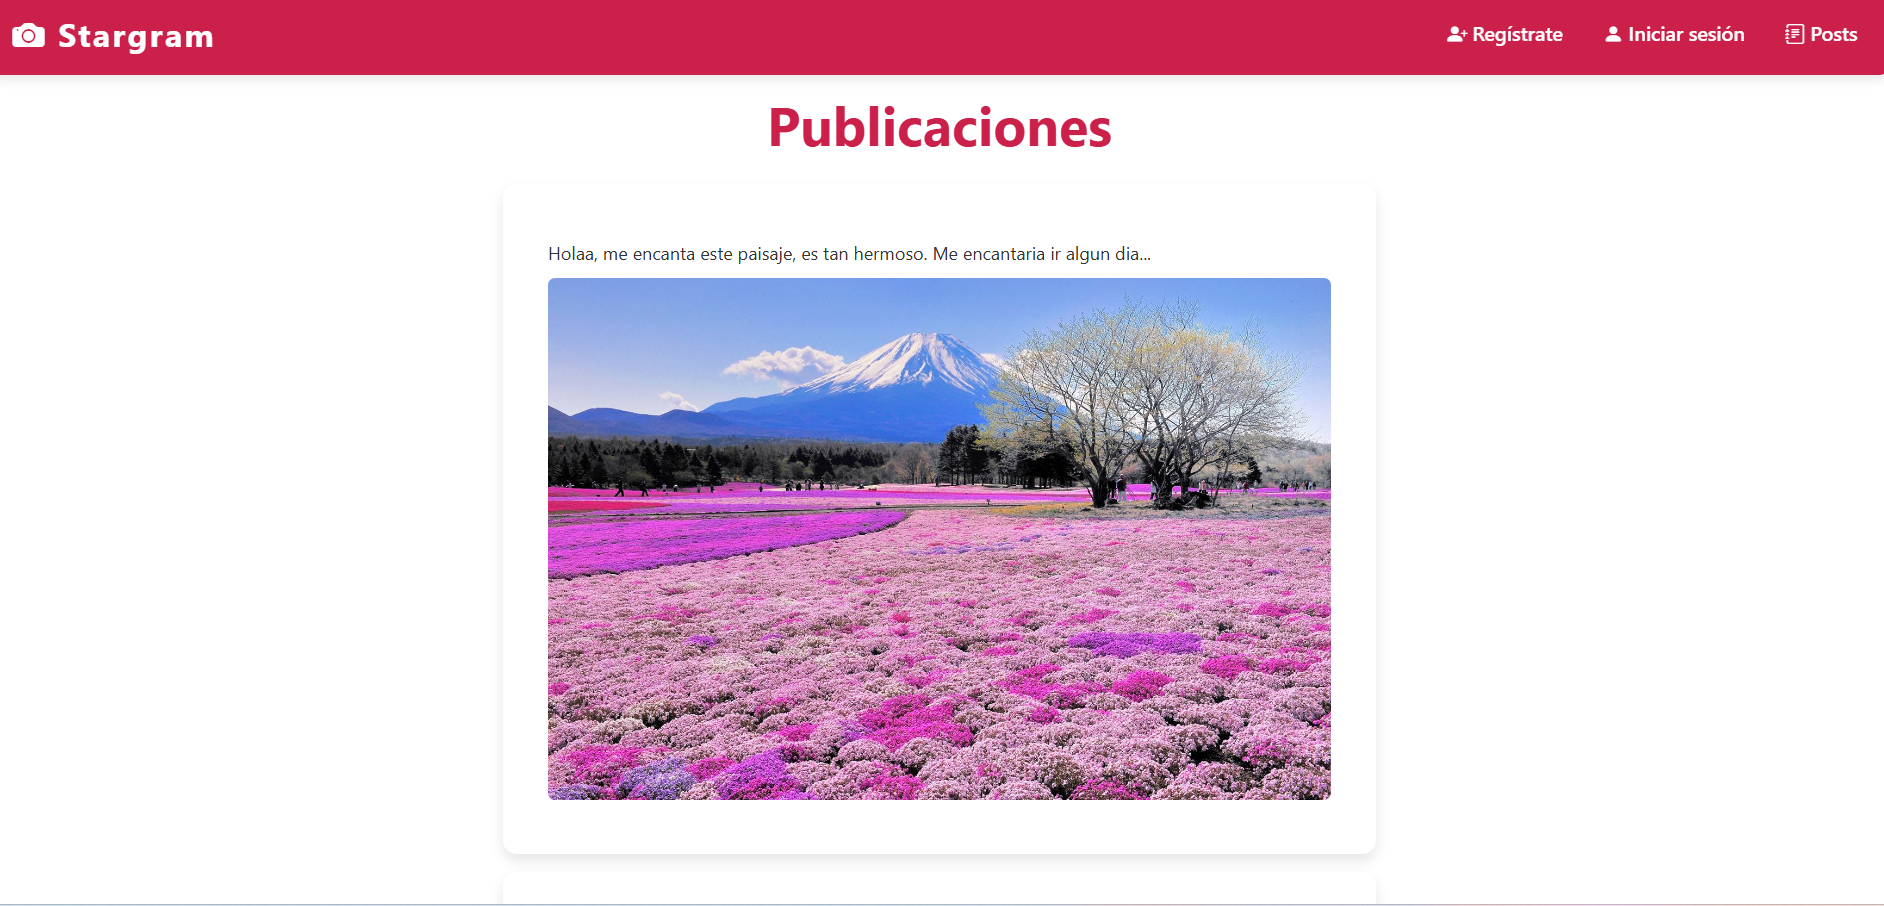 Stargram
Regístrate
Iniciar sesión
Posts
Publicaciones
Holaa, me encanta este paisaje, es tan hermoso. Me encantaria ir algun dia...